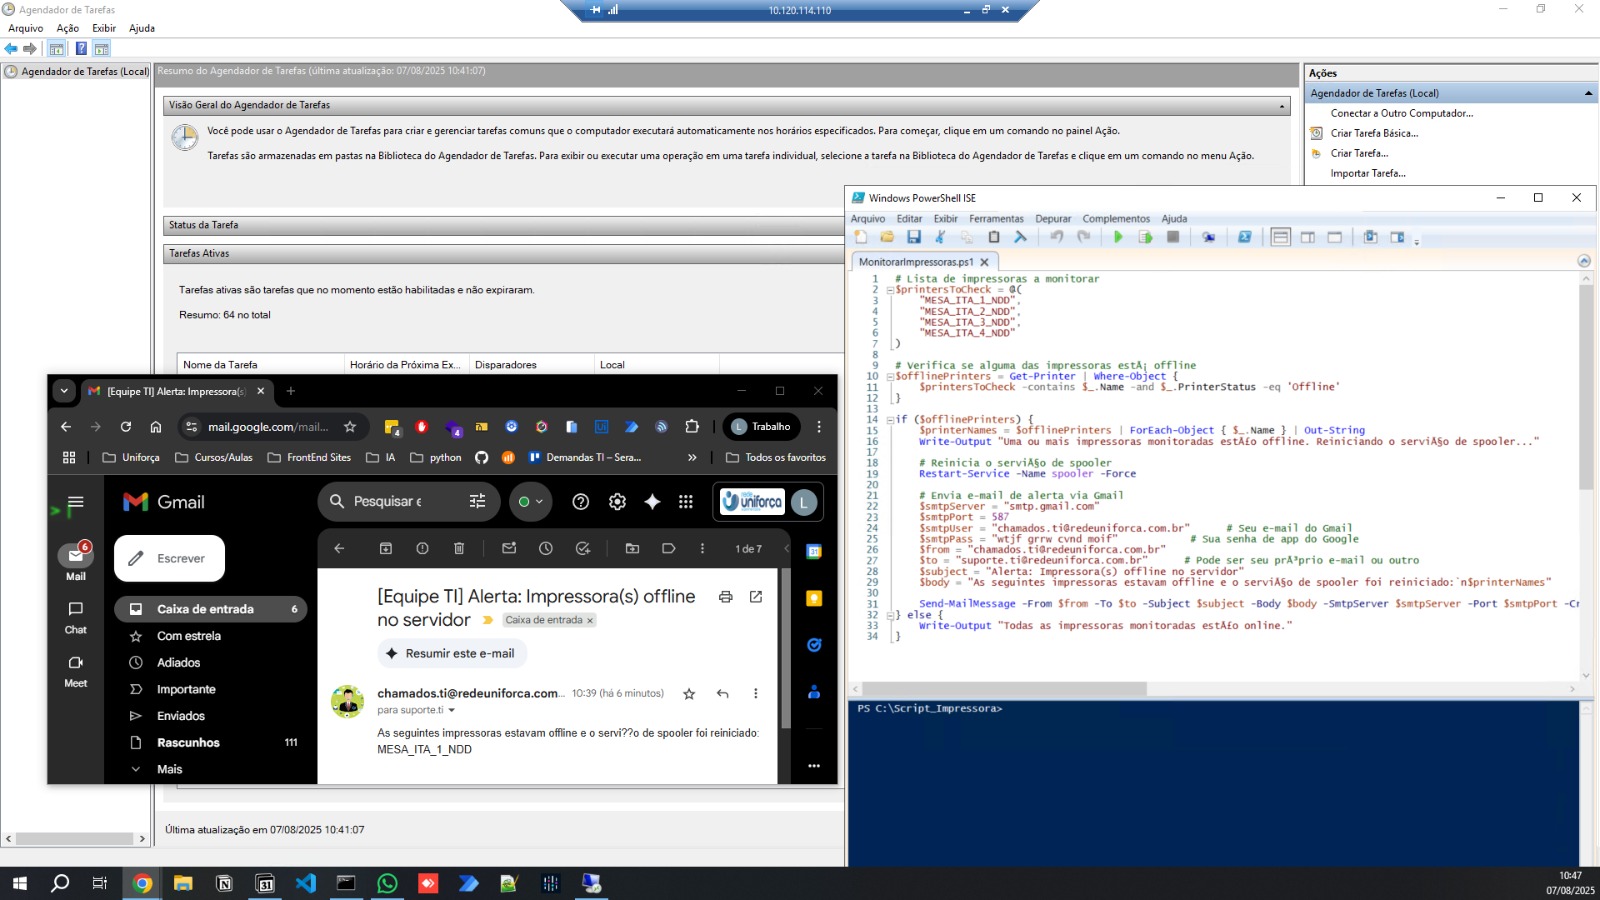 Agendador de Tarefas
10.120.114.110
Arquivo Ação Exibir Ajuda
Agendador de Tarefas (Local)
Resumo do Agendador de Tarefas (última atualização: 07/08/2025 10:41:07)
Visão Geral do Agendador de Tarefas
Você pode usar o Agendador de Tarefas para criar e gerenciar tarefas comuns que o computador executará automaticamente nos horários especificados. Para começar, clique em um comando no painel Ação.
Tarefas são armazenadas em pastas na Biblioteca do Agendador de Tarefas. Para exibir ou executar uma operação em uma tarefa individual, selecione a tarefa na Biblioteca do Agendador de Tarefas e clique em um comando no menu Ação.
Status da Tarefa
Tarefas Ativas
Tarefas ativas são tarefas que no momento estão habilitadas e não expiraram.
Resumo: 64 no total
Nome da Tarefa Horário da Próxima Ex... Disparadores Local
Última atualização em 07/08/2025 10:41:07
Ações
Agendador de Tarefas (Local)
Conectar a Outro Computador...
Criar Tarefa Básica...
Criar Tarefa...
Importar Tarefa...
Windows PowerShell ISE
Arquivo Editar Exibir Ferramentas Depurar Complementos Ajuda
MonitorarImpressoras.ps1
1 # Lista de impressoras a monitorar
2 $printersToCheck = @(
3 "MESA_ITA_1_NDD",
4 "MESA_ITA_2_NDD",
5 "MESA_ITA_3_NDD",
6 "MESA_ITA_4_NDD"
7 )
8
9 # Verifica se alguma das impressoras estÃ¡ offline
10 $offlinePrinters = Get-Printer | Where-Object {
11 $printersToCheck -contains $_.Name -and $_.PrinterStatus -eq 'Offline'
12 }
13
14 if ($offlinePrinters) {
15 $printerNames = $offlinePrinters | ForEach-Object { $_.Name } | Out-String
16 Write-Output "Uma ou mais impressoras monitoradas estÃ£o offline. Reiniciando o serviÃ§o de spooler..."
17
18 # Reinicia o serviÃ§o de spooler
19 Restart-Service -Name spooler -Force
20
21 # Envia e-mail de alerta via Gmail
22 $smtpServer = "smtp.gmail.com"
23 $smtpPort = 587
24 $smtpUser = "chamados.ti@redeuniforca.com.br" # Seu e-mail do Gmail
25 $smtpPass = "wtjf grrw cvnd moif" # Sua senha de app do Google
26 $from = "chamados.ti@redeuniforca.com.br"
27 $to = "suporte.ti@redeuniforca.com.br" # Pode ser seu prÃ³prio e-mail ou outro
28 $subject = "Alerta: Impressora(s) offline no servidor"
29 $body = "As seguintes impressoras estavam offline e o serviÃ§o de spooler foi reiniciado:`n$printerNames"
30
31 Send-MailMessage -From $from -To $to -Subject $subject -Body $body -SmtpServer $smtpServer -Port $smtpPort -Cr
32 } else {
33 Write-Output "Todas as impressoras monitoradas estÃ£o online."
34 }
PS C:\Script_Impressora>
[Equipe TI] Alerta: Impressora(s)
mail.google.com/mail...
4
4
L Trabalho
Uniforça Cursos/Aulas FrontEnd Sites IA python Demandas TI – Sera... » Todos os favoritos
Gmail
Pesquisar e
rede uniforça
L
Escrever
6
Mail
Chat
Meet
Caixa de entrada 6
Com estrela
Adiados
Importante
Enviados
Rascunhos 111
Mais
1 de 7
31
[Equipe TI] Alerta: Impressora(s) offline
no servidor Caixa de entrada ×
Resumir este e-mail
chamados.ti@redeuniforca.com... 10:39 (há 6 minutos)
para suporte.ti
As seguintes impressoras estavam offline e o servi??o de spooler foi reiniciado:
MESA_ITA_1_NDD
31
10:47
07/08/2025